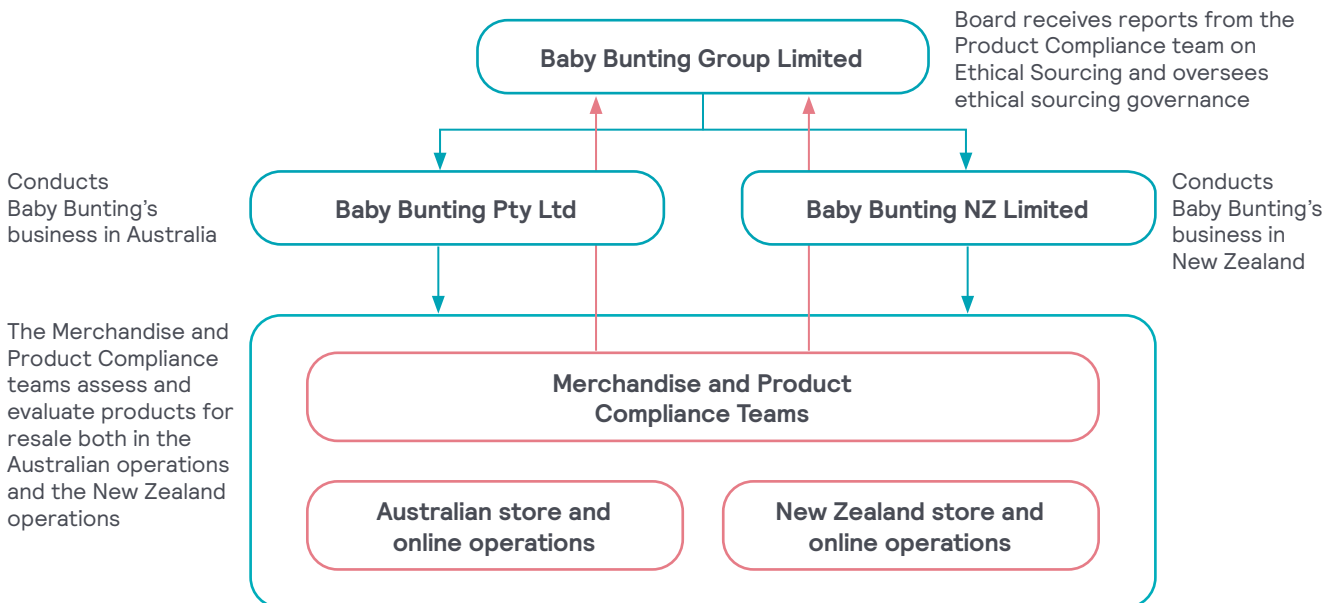 Board receives reports from the
Product Compliance team on
Ethical Sourcing and oversees
ethical sourcing governance
Baby Bunting Group Limited
Conducts
Baby Bunting’s
business in Australia
Baby Bunting Pty Ltd
Baby Bunting NZ Limited
Conducts
Baby Bunting’s
business in
New Zealand
The Merchandise and
Product Compliance
teams assess and
evaluate products for
resale both in the
Australian operations
and the New Zealand
operations
Merchandise and Product
Compliance Teams
Australian store and
online operations
New Zealand store and
online operations